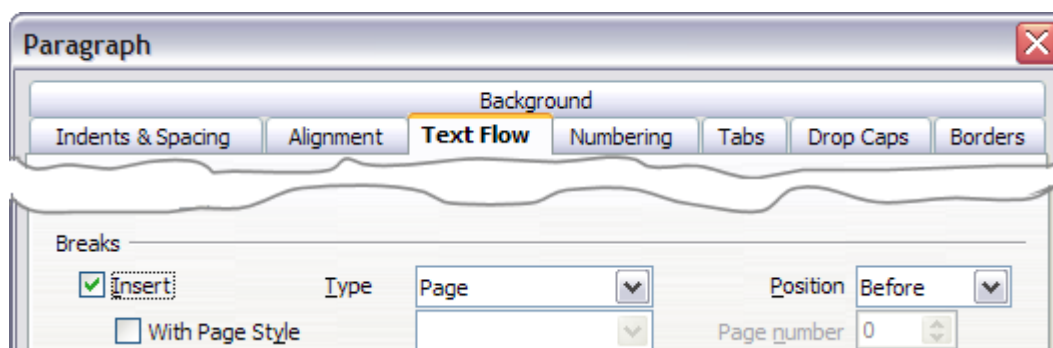 Paragraph
Background
Indents & Spacing Alignment Text Flow Numbering Tabs Drop Caps Borders
Breaks
Insert Type Page Position Before
With Page Style Page number 0